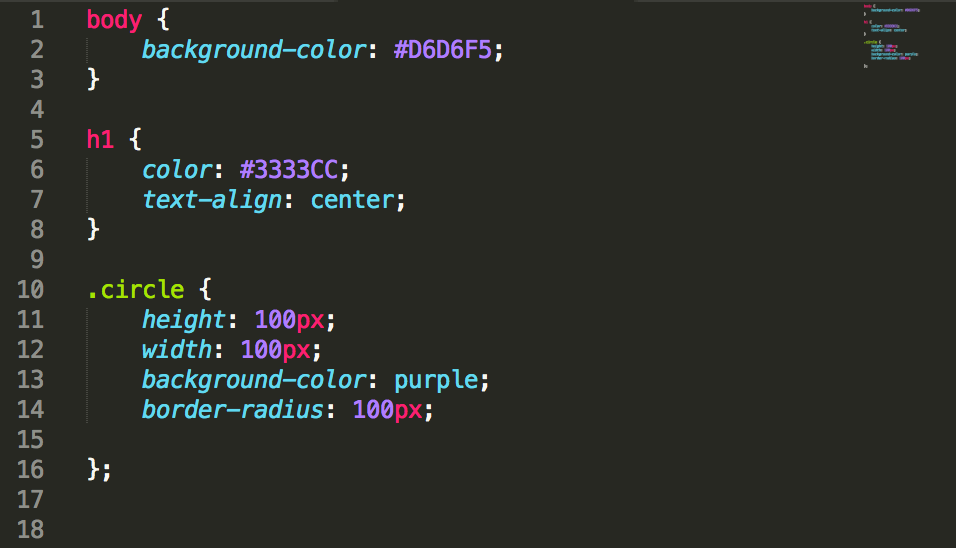 1 body {
2     background-color: #D6D6F5;
3 }
4
5 h1 {
6     color: #3333CC;
7     text-align: center;
8 }
9
10 .circle {
11     height: 100px;
12     width: 100px;
13     background-color: purple;
14     border-radius: 100px;
15
16 };
17
18